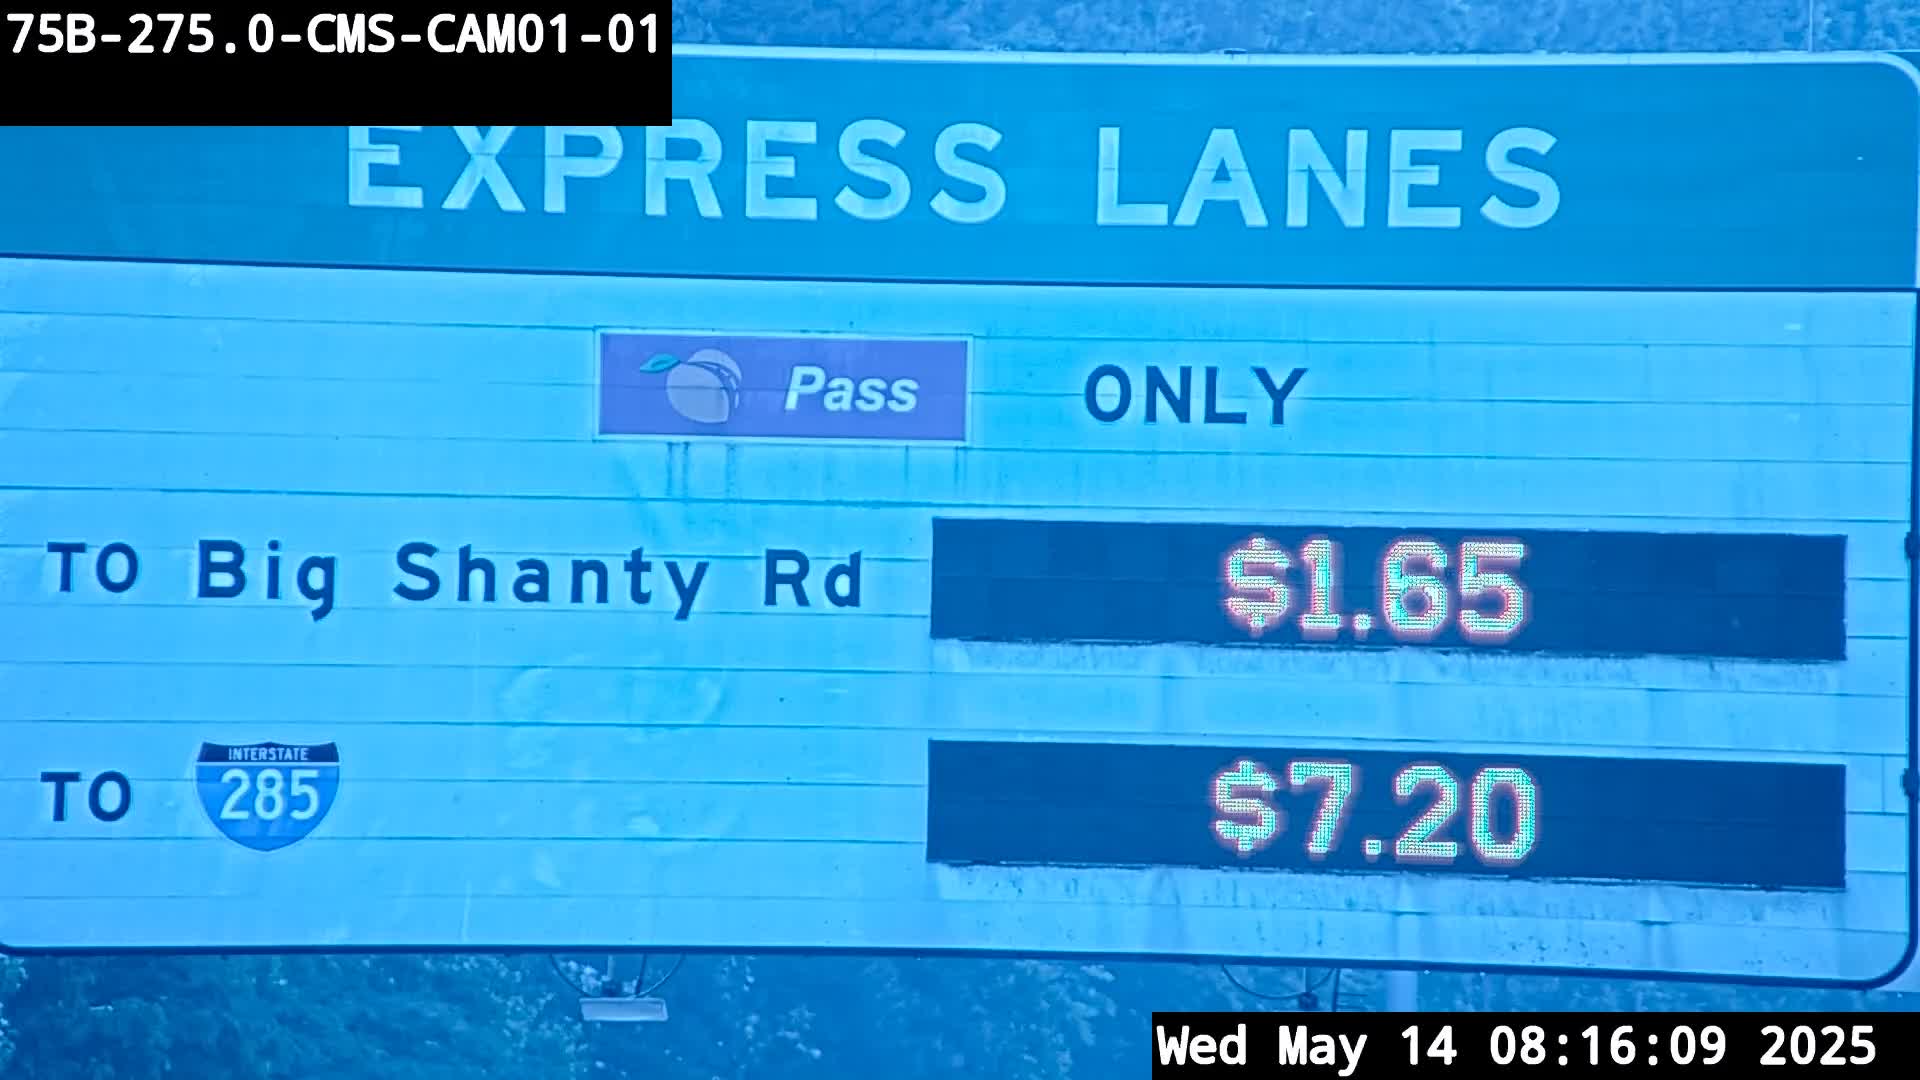 75B-275.0-CMS-CAM01-01
EXPRESS LANES
Pass ONLY
TO Big Shanty Rd $1.65
INTERSTATE
TO 285 $7.20
Wed May 14 08:16:09 2025